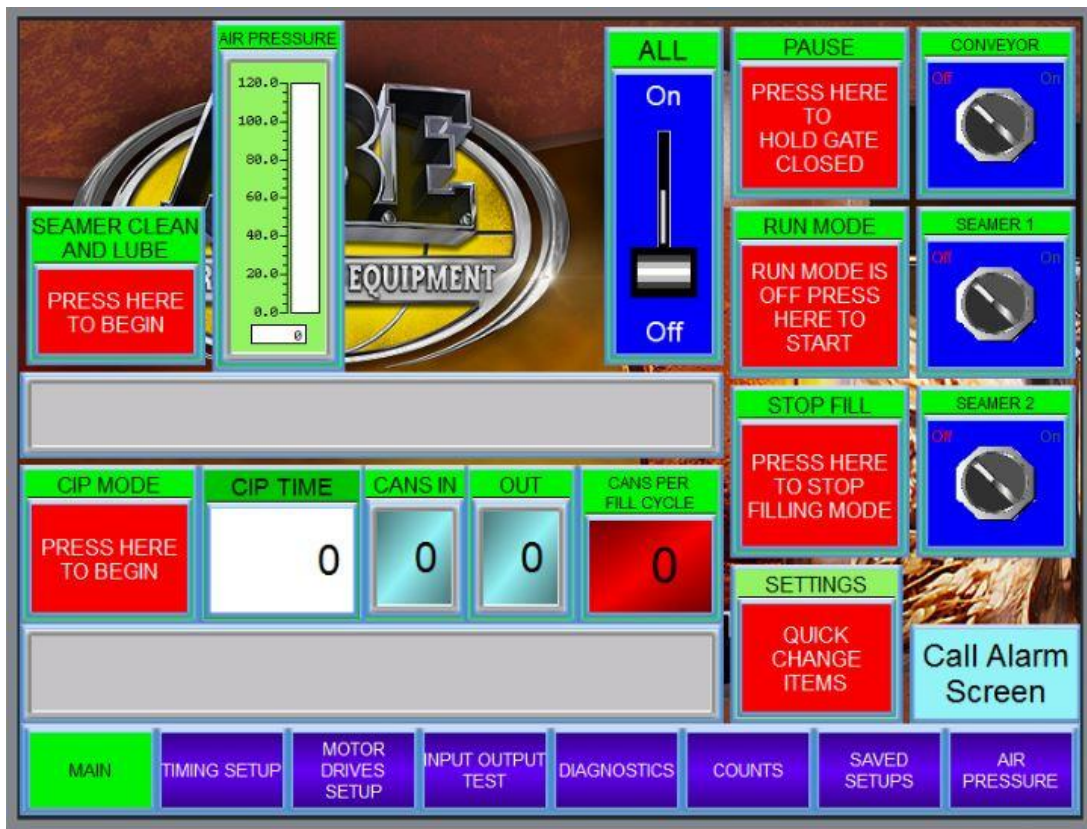 AIR PRESSURE
120.0
100.0
80.0
60.0
40.0
20.0
0.0
0
SEAMER CLEAN
AND LUBE
PRESS HERE
TO BEGIN
EQUIPMENT
ALL
On
Off
PAUSE
PRESS HERE
TO
HOLD GATE
CLOSED
CONVEYOR
Off On
RUN MODE
RUN MODE IS
OFF PRESS
HERE TO
START
SEAMER 1
Off On
STOP FILL
PRESS HERE
TO STOP
FILLING MODE
SEAMER 2
Off On
CIP MODE
PRESS HERE
TO BEGIN
CIP TIME
0
CANS IN
0
OUT
0
CANS PER
FILL CYCLE
0
SETTINGS
QUICK
CHANGE
ITEMS
Call Alarm
Screen
MAIN
TIMING SETUP
MOTOR
DRIVES
SETUP
INPUT OUTPUT
TEST
DIAGNOSTICS
COUNTS
SAVED
SETUPS
AIR
PRESSURE